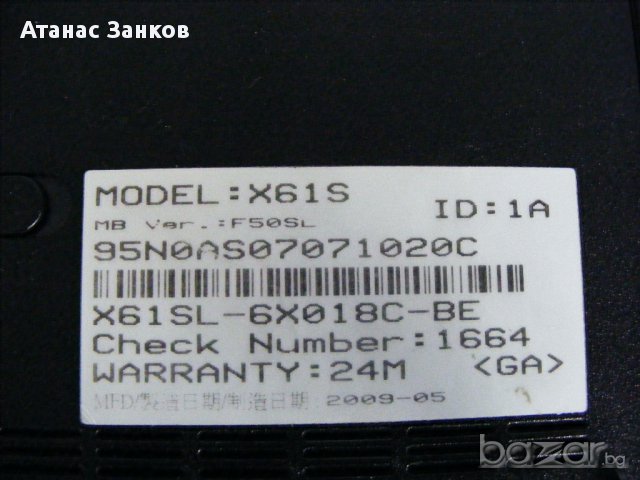 Атанас Занков
MODEL:X61S
ID:1A
MB Ver.:F50SL
95N0AS07071020C
X61SL-6X018C-BE
Check Number:1664
WARRANTY:24M <GA>
MFD/製造日期/制造日期 2009-05
bazar.bg